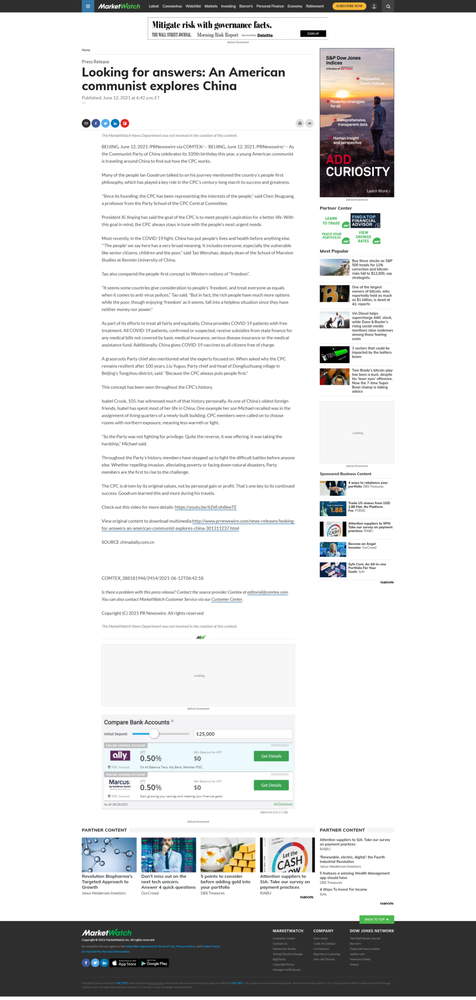 MarketWatch
Latest Coronavirus Watchlist Markets Investing Barron's Personal Finance Economy Retirement
SUBSCRIBE NOW
Mitigate risk with governance facts.
THE WALL STREET JOURNAL. Morning Risk Report Sponsored by: Deloitte.
SIGN UP
Advertisement
Home
Press Release
Looking for answers: An American
communist explores China
Published: June 12, 2021 at 6:42 a.m. ET
The MarketWatch News Department was not involved in the creation of this content.
BEIJING, June 12, 2021 /PRNewswire via COMTEX/ -- BEIJING, June 12, 2021 /PRNewswire/ -- As
the Communist Party of China celebrates its 100th birthday this year, a young American communist
is traveling around China to find out how the CPC works.
Many of the people Ian Goodrum talked to on his journey mentioned the country's people-first
philosophy, which has played a key role in the CPC's century-long march to success and greatness.
"Since its founding, the CPC has been representing the interests of the people," said Chen Shuguang,
a professor from the Party School of the CPC Central Committee.
President Xi Jinping has said the goal of the CPC is to meet people's aspiration for a better life. With
this goal in mind, the CPC always stays in tune with the people's most urgent needs.
Most recently, in the COVID-19 fight, China has put people's lives and health before anything else.
"'The people' we say here has a very broad meaning. It includes everyone, especially the vulnerable
like senior citizens, children and the poor," said Tao Wenzhao, deputy dean of the School of Marxism
Studies at Renmin University of China.
Tao also compared the people-first concept to Western notions of "freedom".
"It seems some countries give consideration to people's 'freedom', and treat everyone as equals
when it comes to anti-virus polices," Tao said. "But in fact, the rich people have much more options
while the poor, though enjoying 'freedom' as it seems, fall into a helpless situation since they have
neither money nor power."
As part of its efforts to treat all fairly and equitably, China provides COVID-19 patients with free
treatment. All COVID-19 patients, confirmed or suspected, receive subsidies from state finance for
any medical bills not covered by basic medical insurance, serious disease insurance or the medical
assistance fund. Additionally, China gives COVID-19 vaccines to all citizens free of charge.
A grassroots Party chief also mentioned what the experts focused on. When asked why the CPC
remains resilient after 100 years, Liu Yuguo, Party chief and head of Dongliuzhuang village in
Beijing's Tongzhou district, said: "Because the CPC always puts people first."
This concept has been seen throughout the CPC's history.
Isabel Crook, 105, has witnessed much of that history personally. As one of China's oldest foreign
friends, Isabel has spent most of her life in China. One example her son Michael recalled was in the
assignment of living quarters of a newly-built building. CPC members were called on to choose
rooms with northern exposure, meaning less warmth or light.
"So the Party was not fighting for privilege. Quite the reverse, it was offering, it was taking the
hardship," Michael said.
Throughout the Party's history, members have stepped up to fight the difficult battles before anyone
else. Whether repelling invasion, alleviating poverty or facing down natural disasters, Party
members are the first to rise to the challenge.
The CPC is driven by its original values, not by personal gain or profit. That's one key to its continued
success. Goodrum learned this and more during his travels.
Check out this video for more details: https://youtu.be/6ZeEoh6bwTE
View original content to download multimedia:http://www.prnewswire.com/news-releases/looking-
for-answers-an-american-communist-explores-china-301311237.html
SOURCE chinadaily.com.cn
COMTEX_388181946/2454/2021-06-12T06:42:18
Is there a problem with this press release? Contact the source provider Comtex at editorial@comtex.com.
You can also contact MarketWatch Customer Service via our Customer Center.
Copyright (C) 2021 PR Newswire. All rights reserved
The MarketWatch News Department was not involved in the creation of this content.
MW
Loading...
Advertisement
Compare Bank Accounts
Initial Deposit
$25,000
ONLINE SAVINGS ACCOUNT
SPONSORED
ally
APY
0.50%
Min Balance for APY
$0
Get Details
FDIC Insured
On All Balance Tiers. Ally Bank, Member FDIC.
ONLINE SAVINGS ACCOUNT
SPONSORED
Marcus:
by Goldman Sachs
APY
0.50%
Min Balance for APY
$0
Get Details
FDIC Insured
Start growing your savings and meeting your financial goals
As of: 06/29/2021
Ad Disclosure
SMARTASSET.COM
Advertisement
S&P Dow Jones
Indices
A Division of S&P Global
Purposeful,
iconic indices
Powerful strategies
for all
Comprehensive,
transparent data
Human insight
and perspective
ADD
CURIOSITY
Learn More >
Advertisement
Partner Center
LEARN
TO TRADE
MW
FIND A TOP
FINANCIAL
ADVISOR
B
TRACK YOUR
PORTFOLIO
MW
VIEW
SAVINGS
RATES
MW
Most Popular
Buy these stocks as S&P
500 heads for 11%
correction and bitcoin
risks fall to $12,000, say
strategists.
One of the largest
owners of bitcoin, who
reportedly held as much
as $1 billion, is dead at
41: reports
Vin Diesel helps
supercharge AMC stock,
while Dave & Buster's
rising social-media
mentions raise eyebrows
among those fearing
scam
100%
3 sectors that could be
impacted by the battery
boom
Tom Brady's bitcoin play
has been a bust, despite
his 'laser eyes' offensive.
Now the 7-time Super
Bowl champ is taking
advice
Loading...
Advertisement
Sponsored Business Content
4 ways to rebalance your
portfolio DBS Treasures
1.88
Trade US shares from USD
1.88 Flat, No Platform
Fee POEMS
Let the
CASH
FLOW
Attention suppliers to SPH:
Take our survey on payment
practices RIABU
Become an Angel
Investor OurCrowd
Syfe Core: An All-in-one
Portfolio For Your
Goals Syfe
Dianomi
PARTNER CONTENT
Revolution Biopharma's
Targeted Approach to
Growth
Janus Henderson Investors
Don't miss out on the
next tech unicorn.
Answer 4 quick questions
OurCrowd
5 points to consider
before adding gold into
your portfolio
DBS Treasures
customers
Let the
CASH
FLOW
Attention suppliers to
SIA: Take our survey on
payment practices
RIABU
Dianomi
PARTNER CONTENT
Attention suppliers to SIA: Take our survey
on payment practices
RIABU
'Renewable, electric, digital': the Fourth
Industrial Revolution
Janus Henderson Investors
5 features a winning Wealth Management
app should have
DBS Treasures
4 Ways To Invest For Income
Syfe
Dianomi
BACK TO TOP
MarketWatch
Copyright © 2021 MarketWatch, Inc. All rights reserved.
By using this site you agree to the Subscriber Agreement & Terms of Use, Privacy Notice, and Cookie Notice.
Do Not Sell My Personal Information.
Download on the
App Store
GET IT ON
Google Play
MARKETWATCH
Customer Center
Contact Us
Newsroom Roster
Virtual Stock Exchange
BigCharts
Copyright Policy
Manage Notifications
COMPANY
Dow Jones
Code of Conduct
Corrections
Reprints & Licensing
Your Ad Choices
DOW JONES NETWORK
The Wall Street Journal
Barron's
Financial News London
realtor.com
Mansion Global
Knewz
Intraday Data provided by FACTSET and subject to terms of use. Historical and current end-of-day data provided by FACTSET. All quotes are in local exchange time. Real-time last sale data for U.S. stock quotes reflect trades reported through
Nasdaq only. Intraday data delayed at least 15 minutes or per exchange requirements.